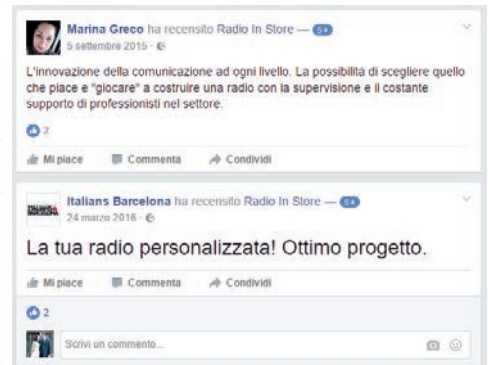 Marina Greco ha recensito Radio In Store — 5★
5 settembre 2015 ·
L'innovazione della comunicazione ad ogni livello. La possibilità di scegliere quello
che piace e "giocare" a costruire una radio con la supervisione e il costante
supporto di professionisti nel settore.
2
Mi piace Commenta Condividi
Italians Barcelona ha recensito Radio In Store — 5★
24 marzo 2016 ·
La tua radio personalizzata! Ottimo progetto.
Mi piace Commenta Condividi
2
Scrivi un commento...